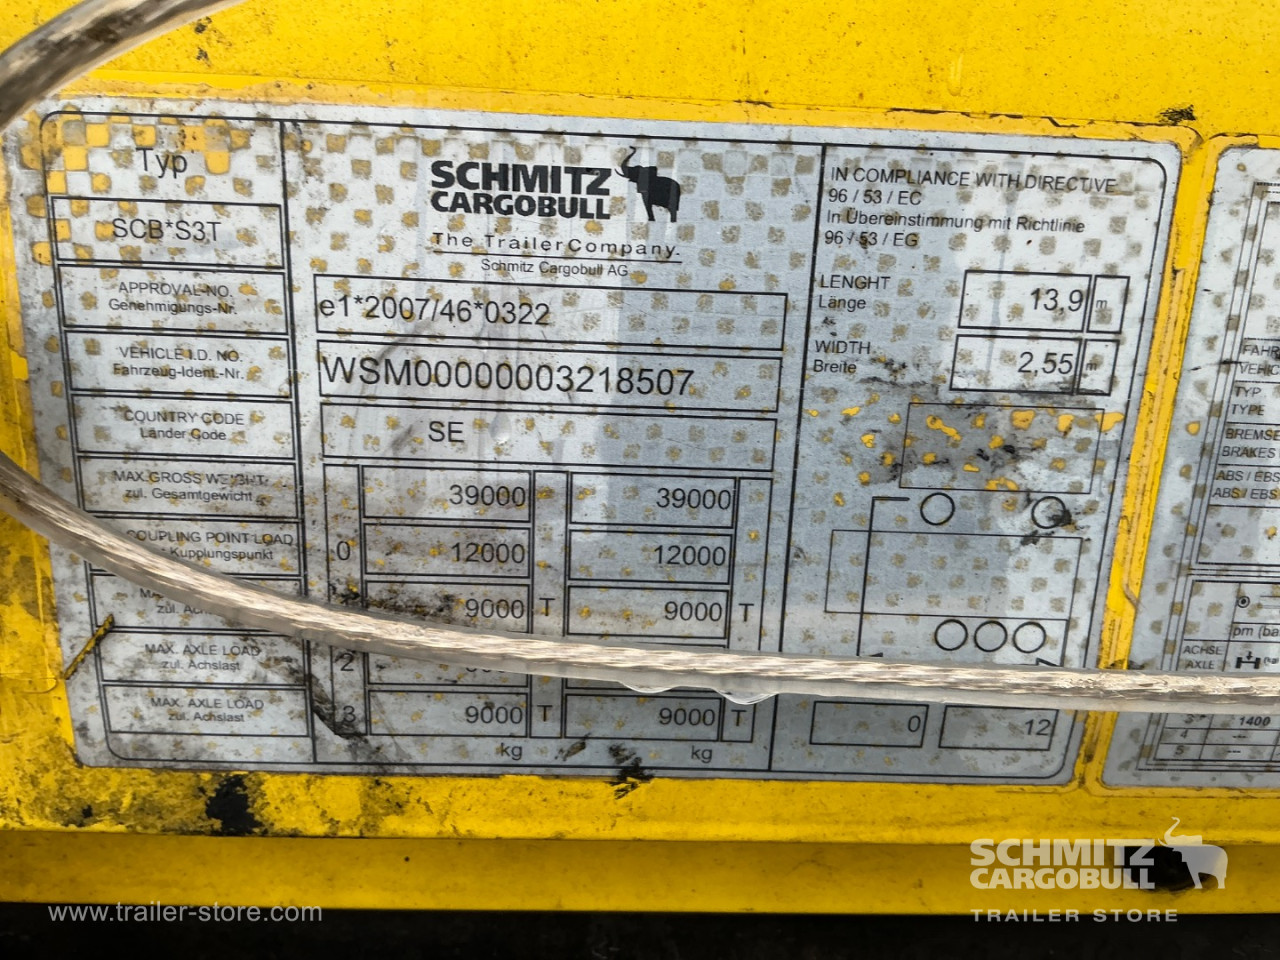 Typ
SCB*S3T
APPROVAL-NO.
Genehmigungs-Nr.
VEHICLE I.D. NO.
Fahrzeug-Ident.-Nr.
COUNTRY CODE
Länder Code
MAX.GROSS WEIGHT
zul. Gesamtgewicht
COUPLING POINT LOAD
Kupplungspunkt
zul.
MAX. AXLE LOAD
zul. Achslast
MAX. AXLE LOAD
zul. Achslast
SCHMITZ
CARGOBULL
The TrailerCompany.
Schmitz Cargobull AG
e1*2007/46*0322
WSM00000003218507
SE
39000 39000
0 12000 12000
9000 T 9000 T
2
3 9000 T 9000 T
kg kg
IN COMPLIANCE WITH DIRECTIVE
96 / 53 / EC
In Übereinstimmung mit Richtlinie
96 / 53 / EG
LENGHT
Länge
13,9 m
WIDTH
Breite
2,55 m
0 12
TYP
TYPE
BRAKES
ABS / EBS
ABS / EBS
pm
ACHSE
AXLE
3 1400
4 ---
5 ---
www.trailer-store.com
SCHMITZ
CARGOBULL
TRAILER STORE